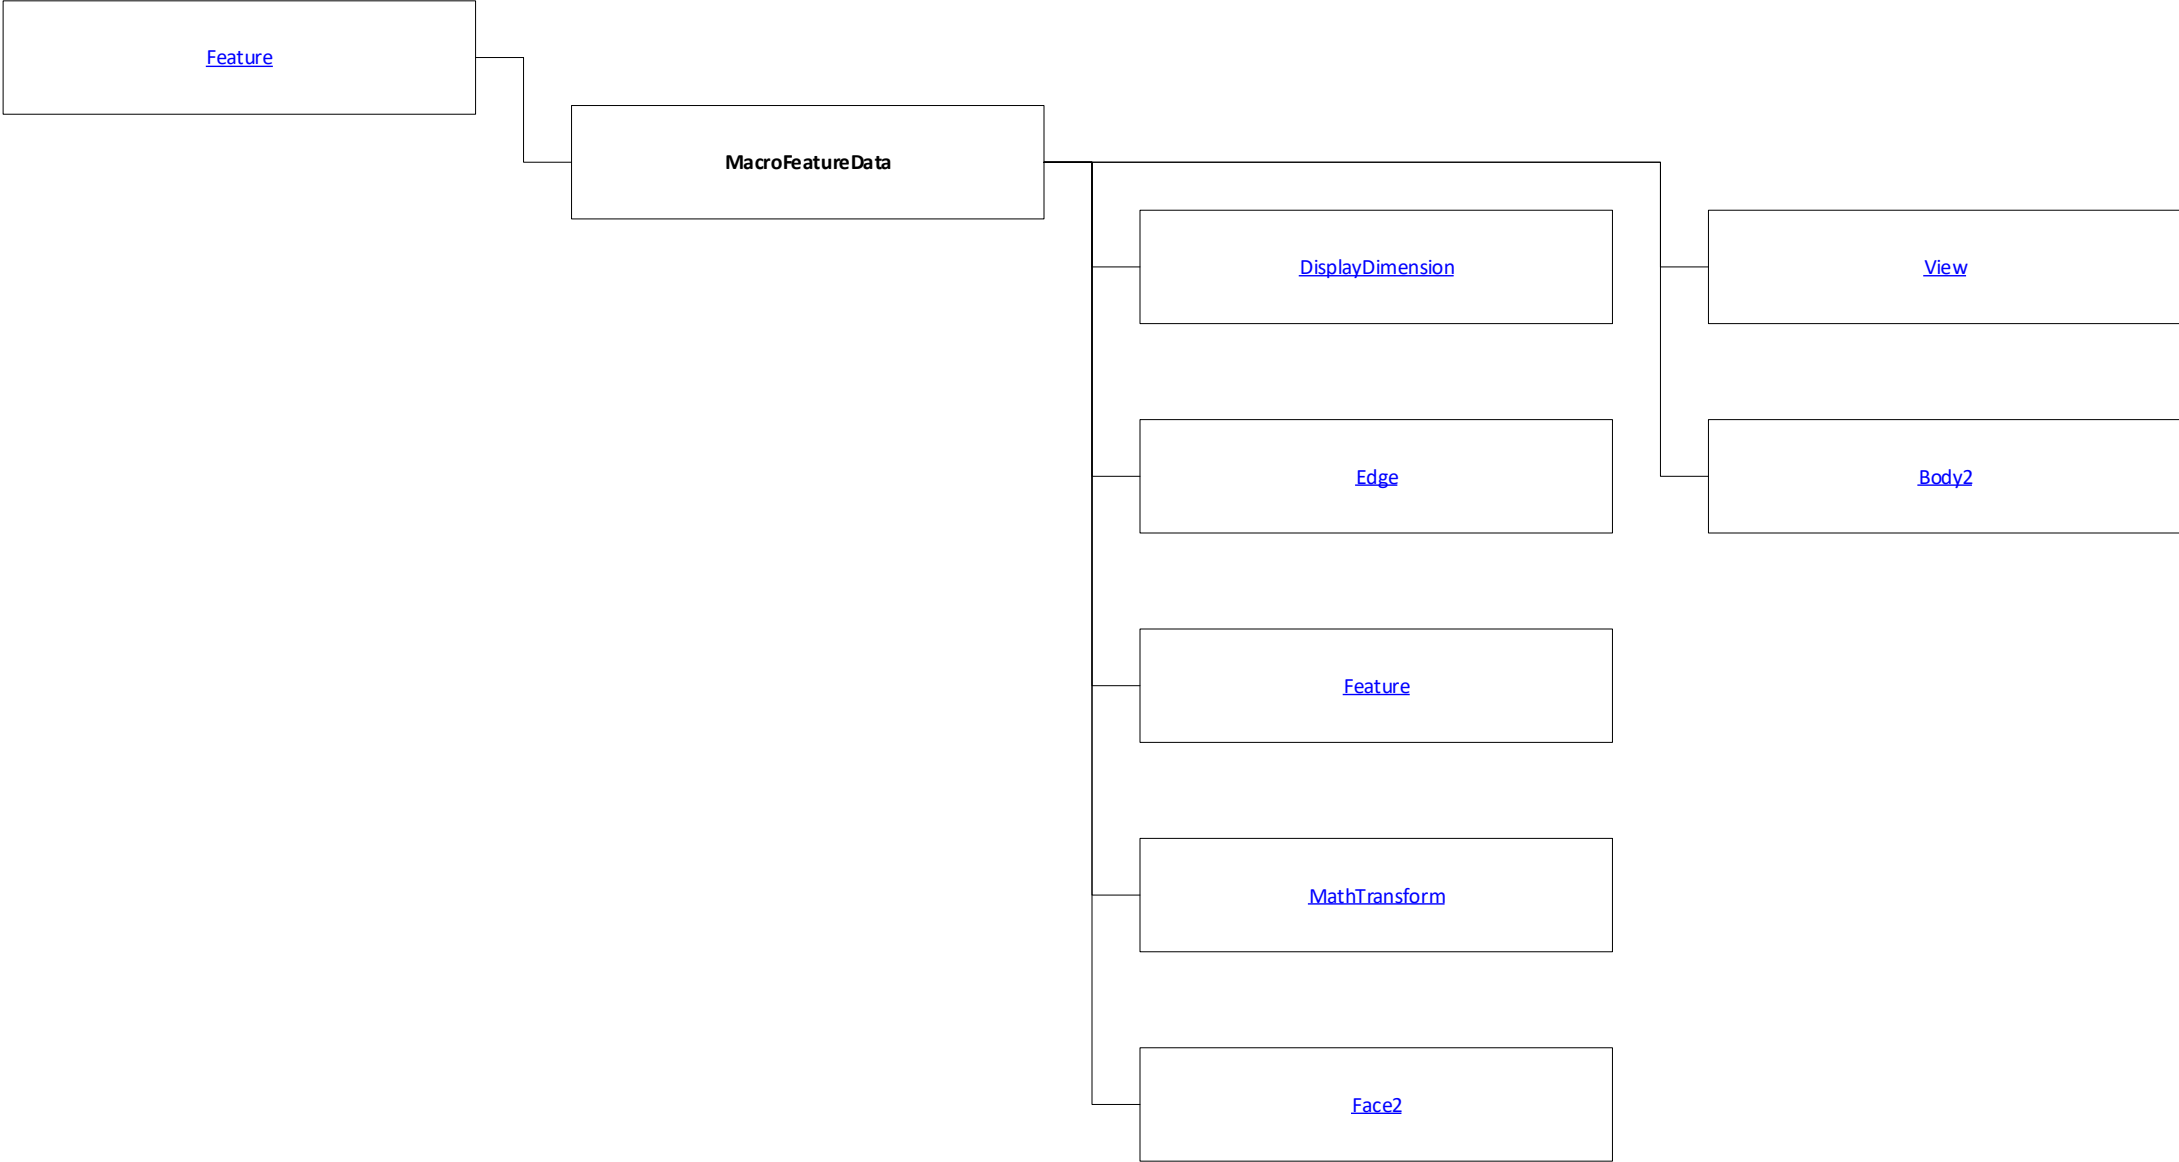 Feature
MacroFeatureData
DisplayDimension
View
Edge
Body2
Feature
MathTransform
Face2